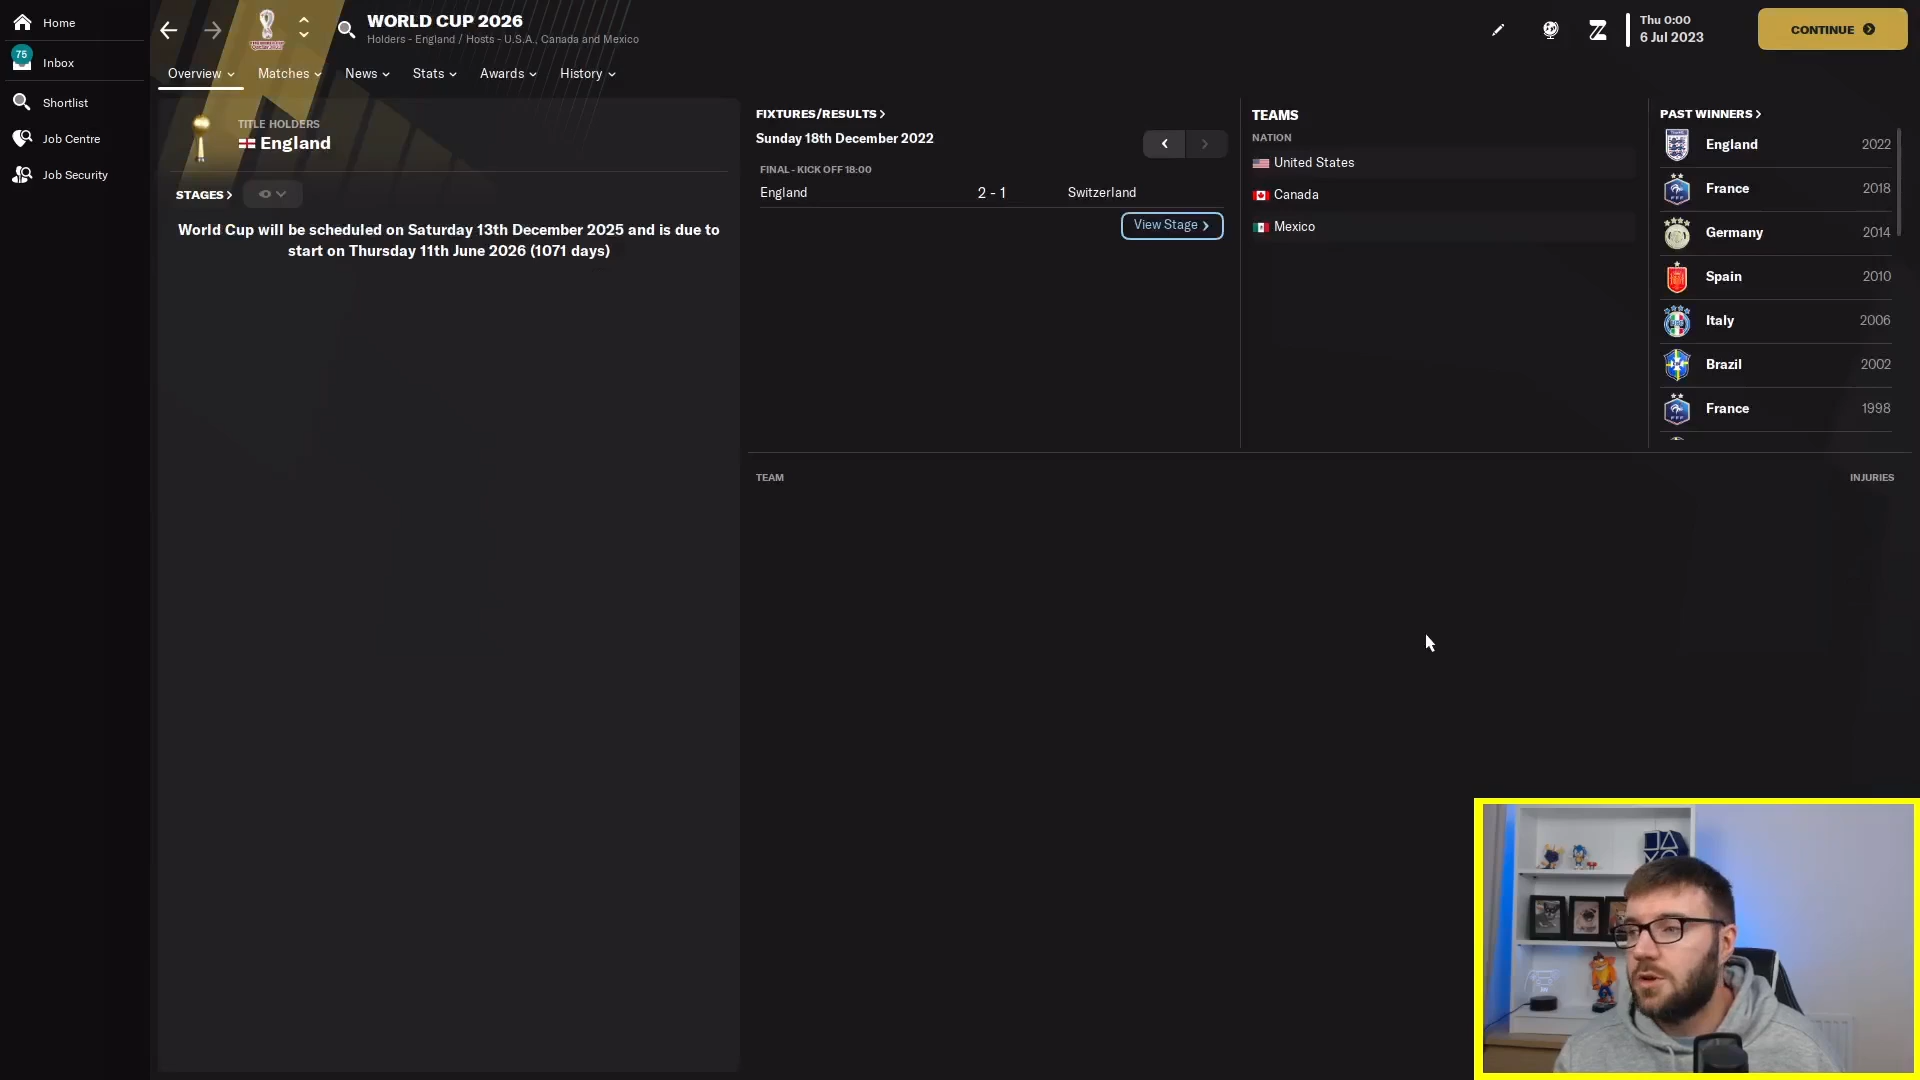 Home
75
Inbox
Shortlist
Job Centre
Job Security
WORLD CUP 2026
Holders - England / Hosts - U.S.A., Canada and Mexico
Thu 0:00
6 Jul 2023
CONTINUE
Overview
Matches
News
Stats
Awards
History
TITLE HOLDERS
England
STAGES
World Cup will be scheduled on Saturday 13th December 2025 and is due to
start on Thursday 11th June 2026 (1071 days)
FIXTURES/RESULTS
Sunday 18th December 2022
FINAL - KICK OFF 18:00
England 2 - 1 Switzerland
View Stage
TEAMS
NATION
United States
Canada
Mexico
PAST WINNERS
England 2022
France 2018
Germany 2014
Spain 2010
Italy 2006
Brazil 2002
France 1998
TEAM
INJURIES